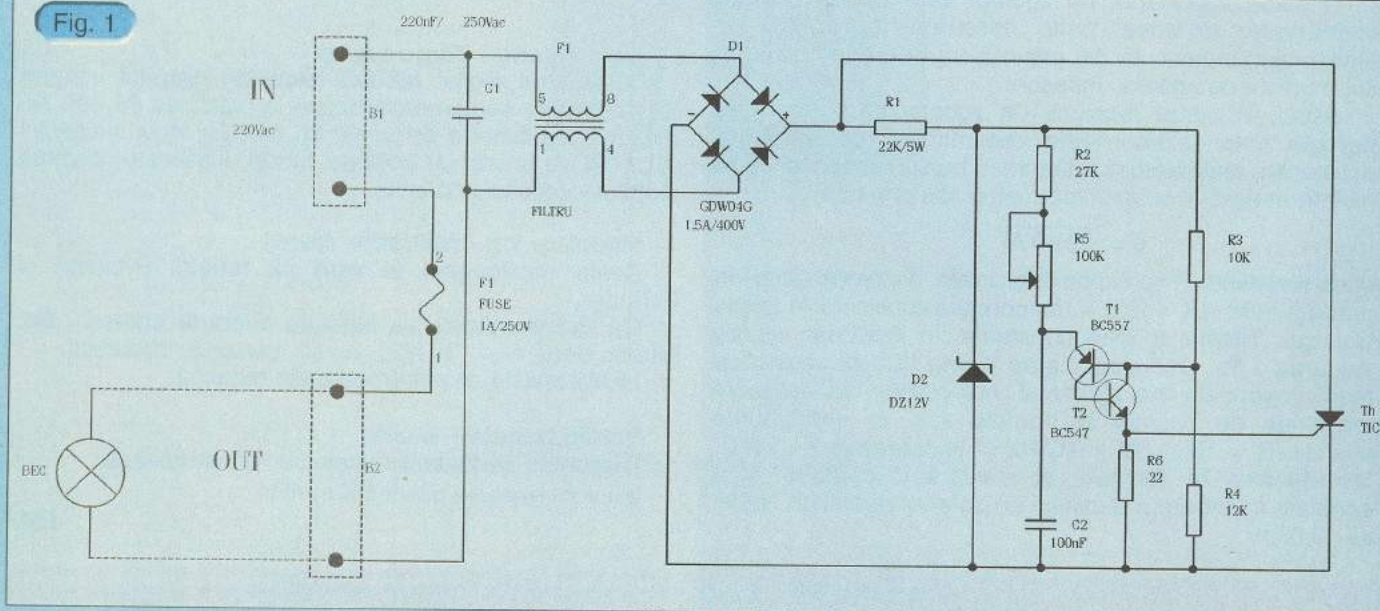 Fig. 1
220nF/ 250Vac
IN
220Vac
B1
C1
F1
5
8
1
4
FILTRU
D1
-
+
GDW04G
1.5A/400V
R1
22K/5W
R2
27K
R5
100K
R3
10K
T1
BC557
D2
DZ12V
T2
BC547
Th
TIC
R6
22
R4
12K
C2
100nF
2
F1
FUSE
1A/250V
1
BEC
OUT
B2